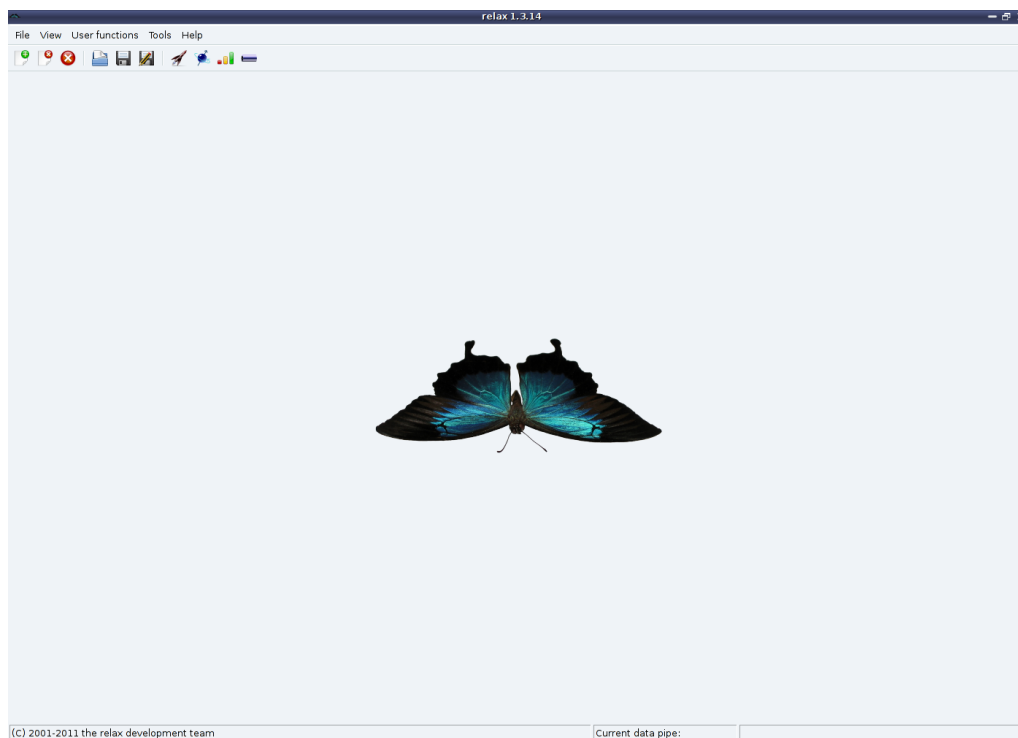 relax 1.3.14
File View User functions Tools Help
(C) 2001-2011 the relax development team
Current data pipe: